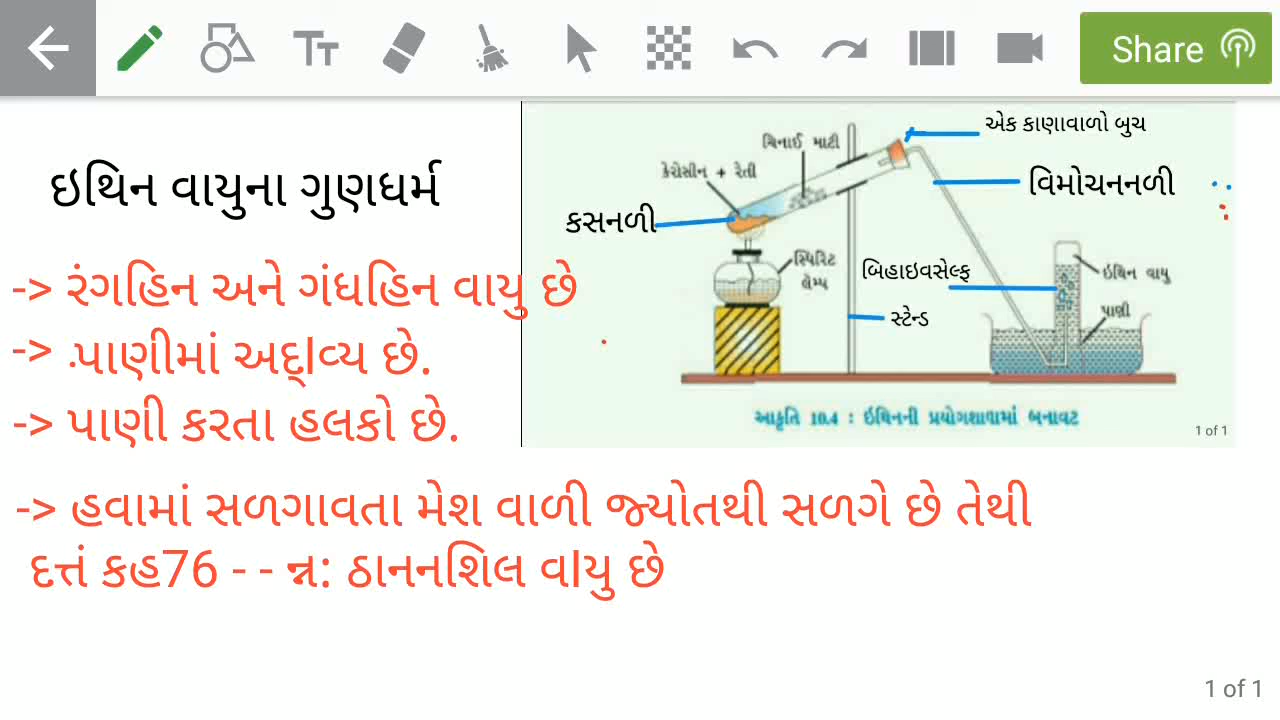 Share
ઇથિન વાયુના ગુણધર્મ
-> રંગહિન અને ગંધહિન વાયુ છે
-> .પાણીમાં અદ્ાવ્ય છે.
-> પાણી કરતા હલકો છે.
-> હવામાં સળગાવતા મેશ વાળી જ્યોતથી સળગે છે તેથી
દત્તં કહ76 - - ન્ન: ઠાનનશિલ વાયુ છે
એક કાણાવાળો બુચ
ચિનાઈ માટી
કેરોસીન + રેતી
વિમોચનનળી
કસનળી
સ્પિરિટ
લેમ્પ
બિહાઇવસેલ્ફ
ઇથિન વાયુ
સ્ટેન્ડ
પાણી
આકૃતિ 10.4 : ઇથિનની પ્રયોગશાળામાં બનાવટ
1 of 1
1 of 1